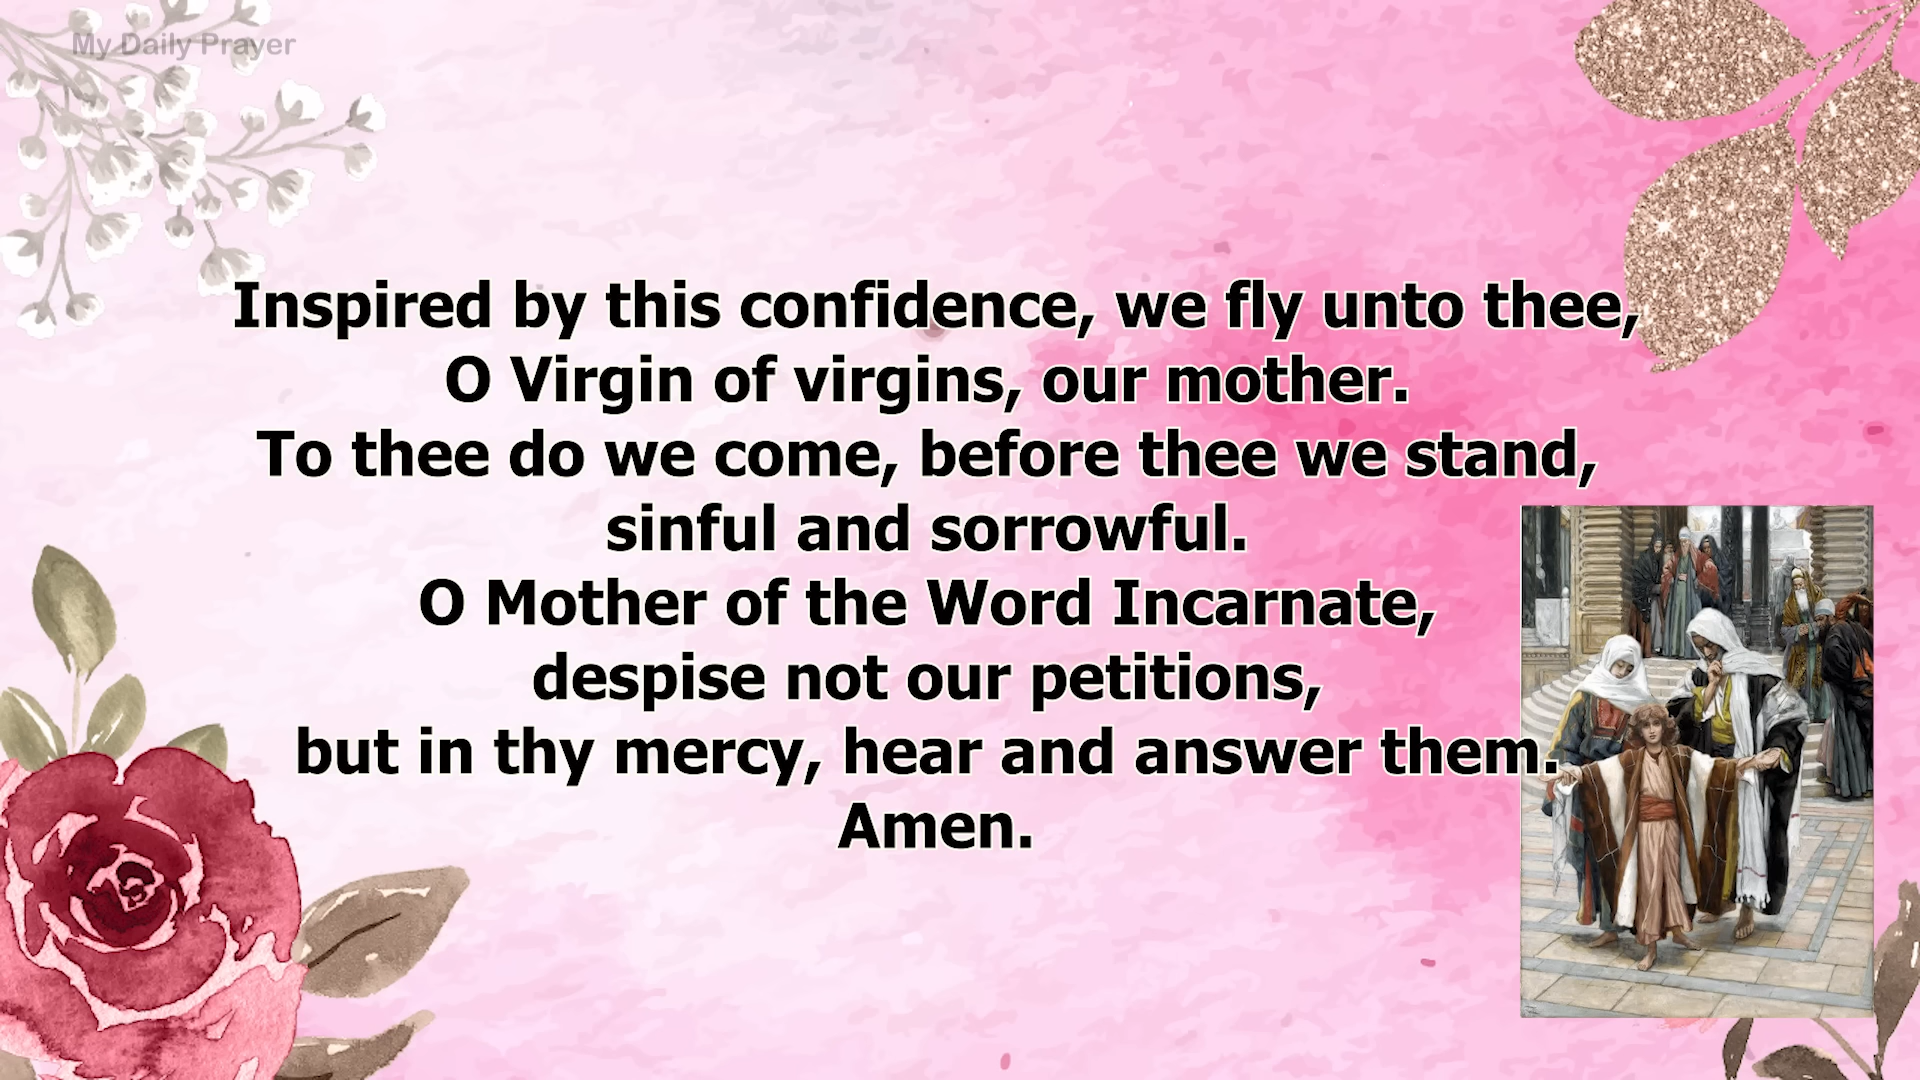 My Daily Prayer
Inspired by this confidence, we fly unto thee,
O Virgin of virgins, our mother.
To thee do we come, before thee we stand,
sinful and sorrowful.
O Mother of the Word Incarnate,
despise not our petitions,
but in thy mercy, hear and answer them.
Amen.